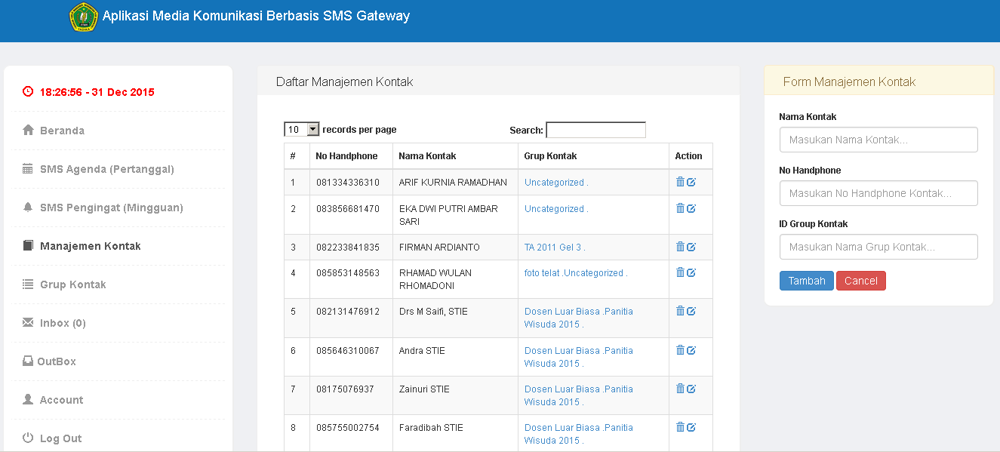 Aplikasi Media Komunikasi Berbasis SMS Gateway
18:26:56 - 31 Dec 2015
Beranda
SMS Agenda (Pertanggal)
SMS Pengingat (Mingguan)
Manajemen Kontak
Grup Kontak
Inbox (0)
OutBox
Account
Log Out
Daftar Manajemen Kontak
10 records per page Search:
# No Handphone Nama Kontak Grup Kontak Action
1 081334336310 ARIF KURNIA RAMADHAN Uncategorized .
2 083856681470 EKA DWI PUTRI AMBAR Uncategorized .
SARI
3 082233841835 FIRMAN ARDIANTO TA 2011 Gel 3 .
4 085853148563 RHAMAD WULAN foto telat .Uncategorized .
RHOMADONI
5 082131476912 Drs M Saifi, STIE Dosen Luar Biasa .Panitia
Wisuda 2015 .
6 085646310067 Andra STIE Dosen Luar Biasa .Panitia
Wisuda 2015 .
7 08175076937 Zainuri STIE Dosen Luar Biasa .Panitia
Wisuda 2015 .
8 085755002754 Faradibah STIE Dosen Luar Biasa .Panitia
Wisuda 2015 .
Form Manajemen Kontak
Nama Kontak
Masukan Nama Kontak...
No Handphone
Masukan No Handphone Kontak...
ID Group Kontak
Masukan Nama Grup Kontak...
Tambah Cancel